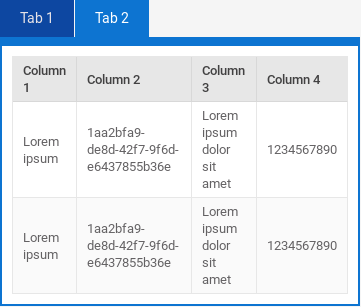 Tab 1 Tab 2
Column 1 Column 2 Column 3 Column 4
Lorem ipsum 1aa2bfa9-de8d-42f7-9f6d-e6437855b36e Lorem ipsum dolor sit amet 1234567890
Lorem ipsum 1aa2bfa9-de8d-42f7-9f6d-e6437855b36e Lorem ipsum dolor sit amet 1234567890